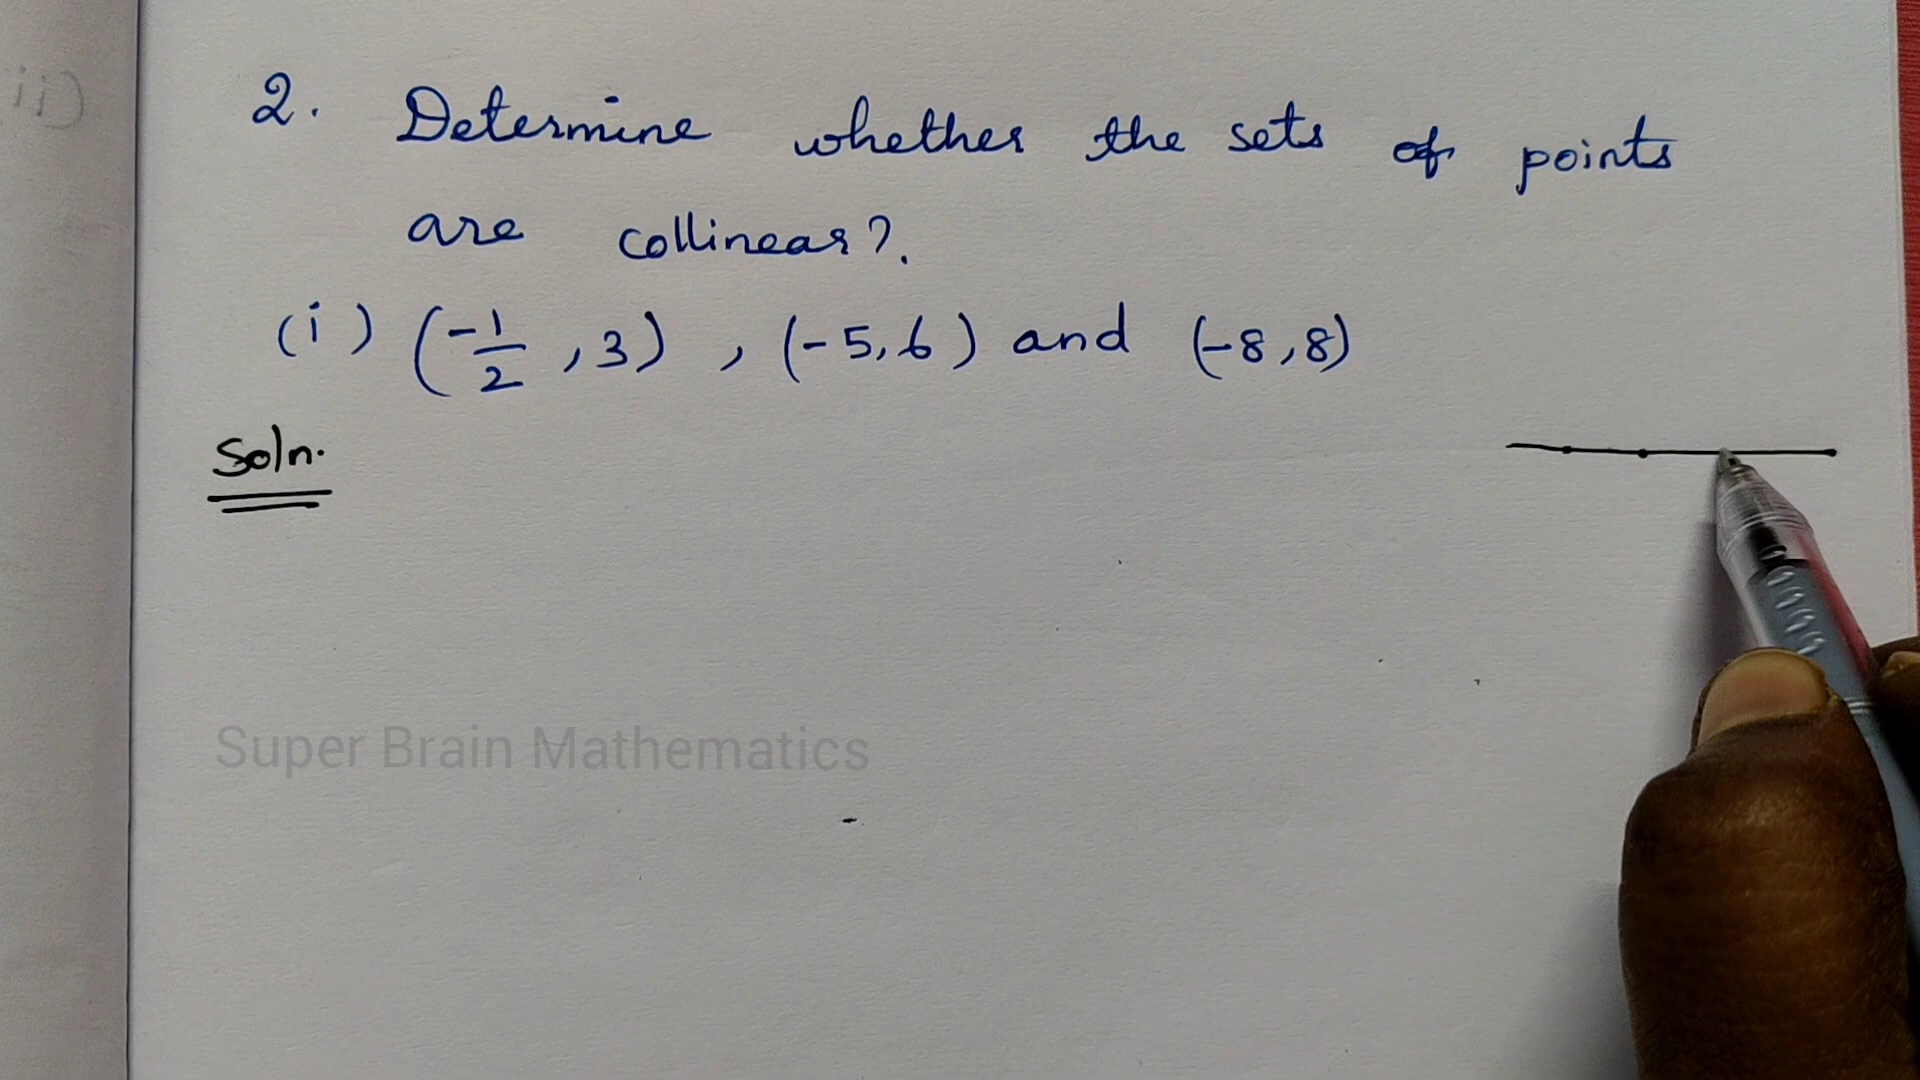 2. Determine whether the sets of points
are collinear?.
(i) (-1/2, 3), (-5,6) and (-8,8)
Soln.
Super Brain Mathematics